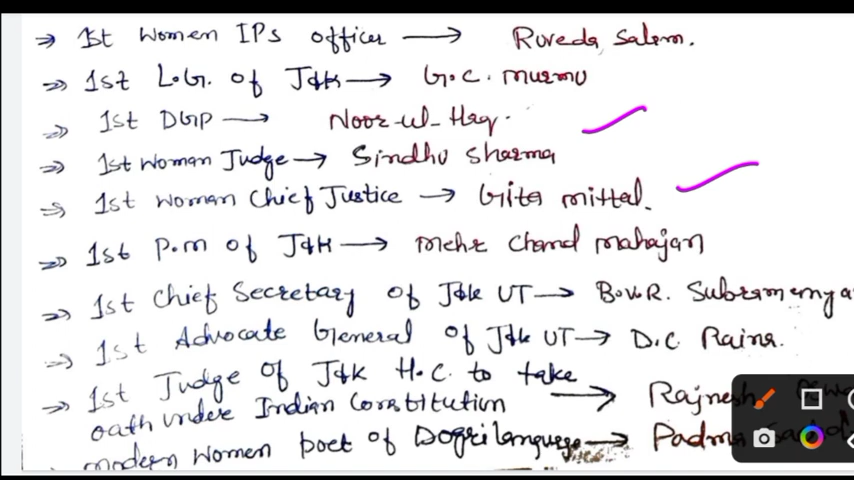 ⇒ 1st Women IPs officer → Ruveda Salam.
⇒ 1st L.G. of J&K → G.C. Murmu
⇒ 1st DGP → Noor-ul-Haq.
⇒ 1st Woman Judge → Sindhu Sharma
⇒ 1st Woman Chief Justice → Gita Mittal.
⇒ 1st P.M of J&K → Mehr Chand Mahajan
⇒ 1st Chief Secretary of J&K UT → B.V.R. Subramanya
⇒ 1st Advocate General of J&K UT → D.C. Raina.
⇒ 1st Judge of J&K H.C. to take
oath under Indian Constitution → Rajnesh
modern Women poet of Dogri language → Padma